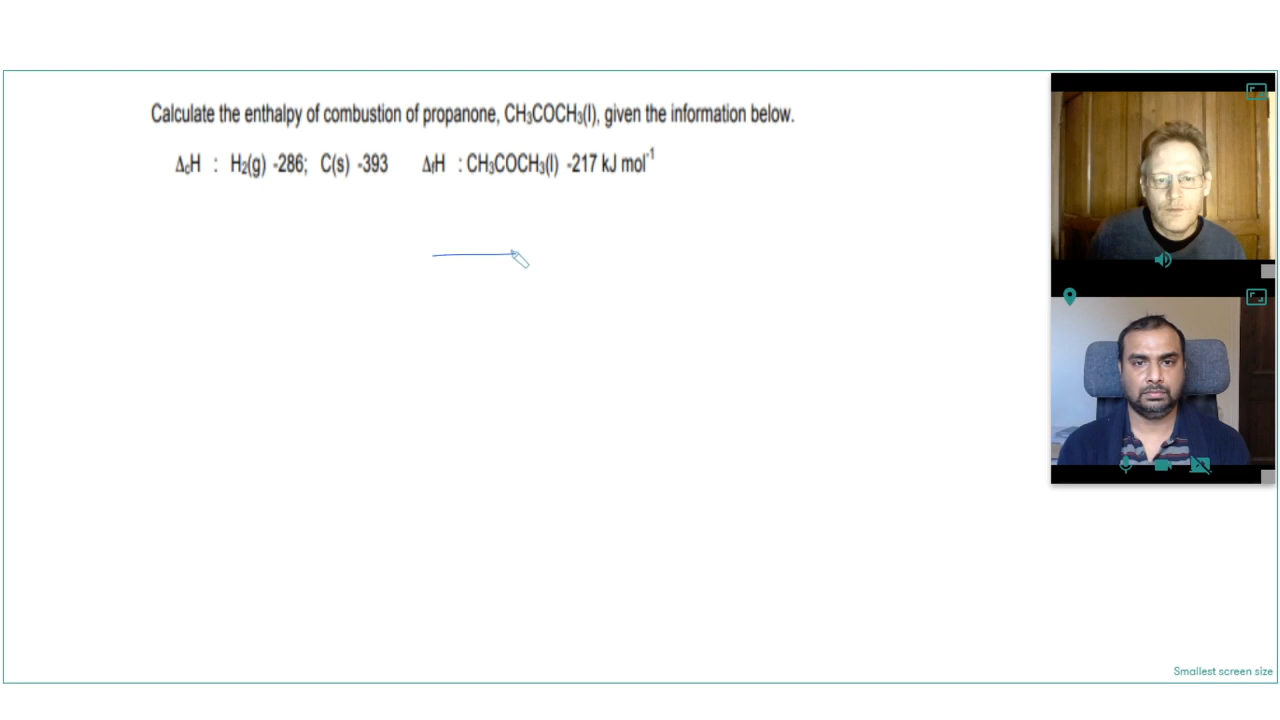 Calculate the enthalpy of combustion of propanone, CH₃COCH₃(l), given the information below.
ΔcH : H₂(g) -286; C(s) -393 ΔfH : CH₃COCH₃(l) -217 kJ mol⁻¹
Smallest screen size